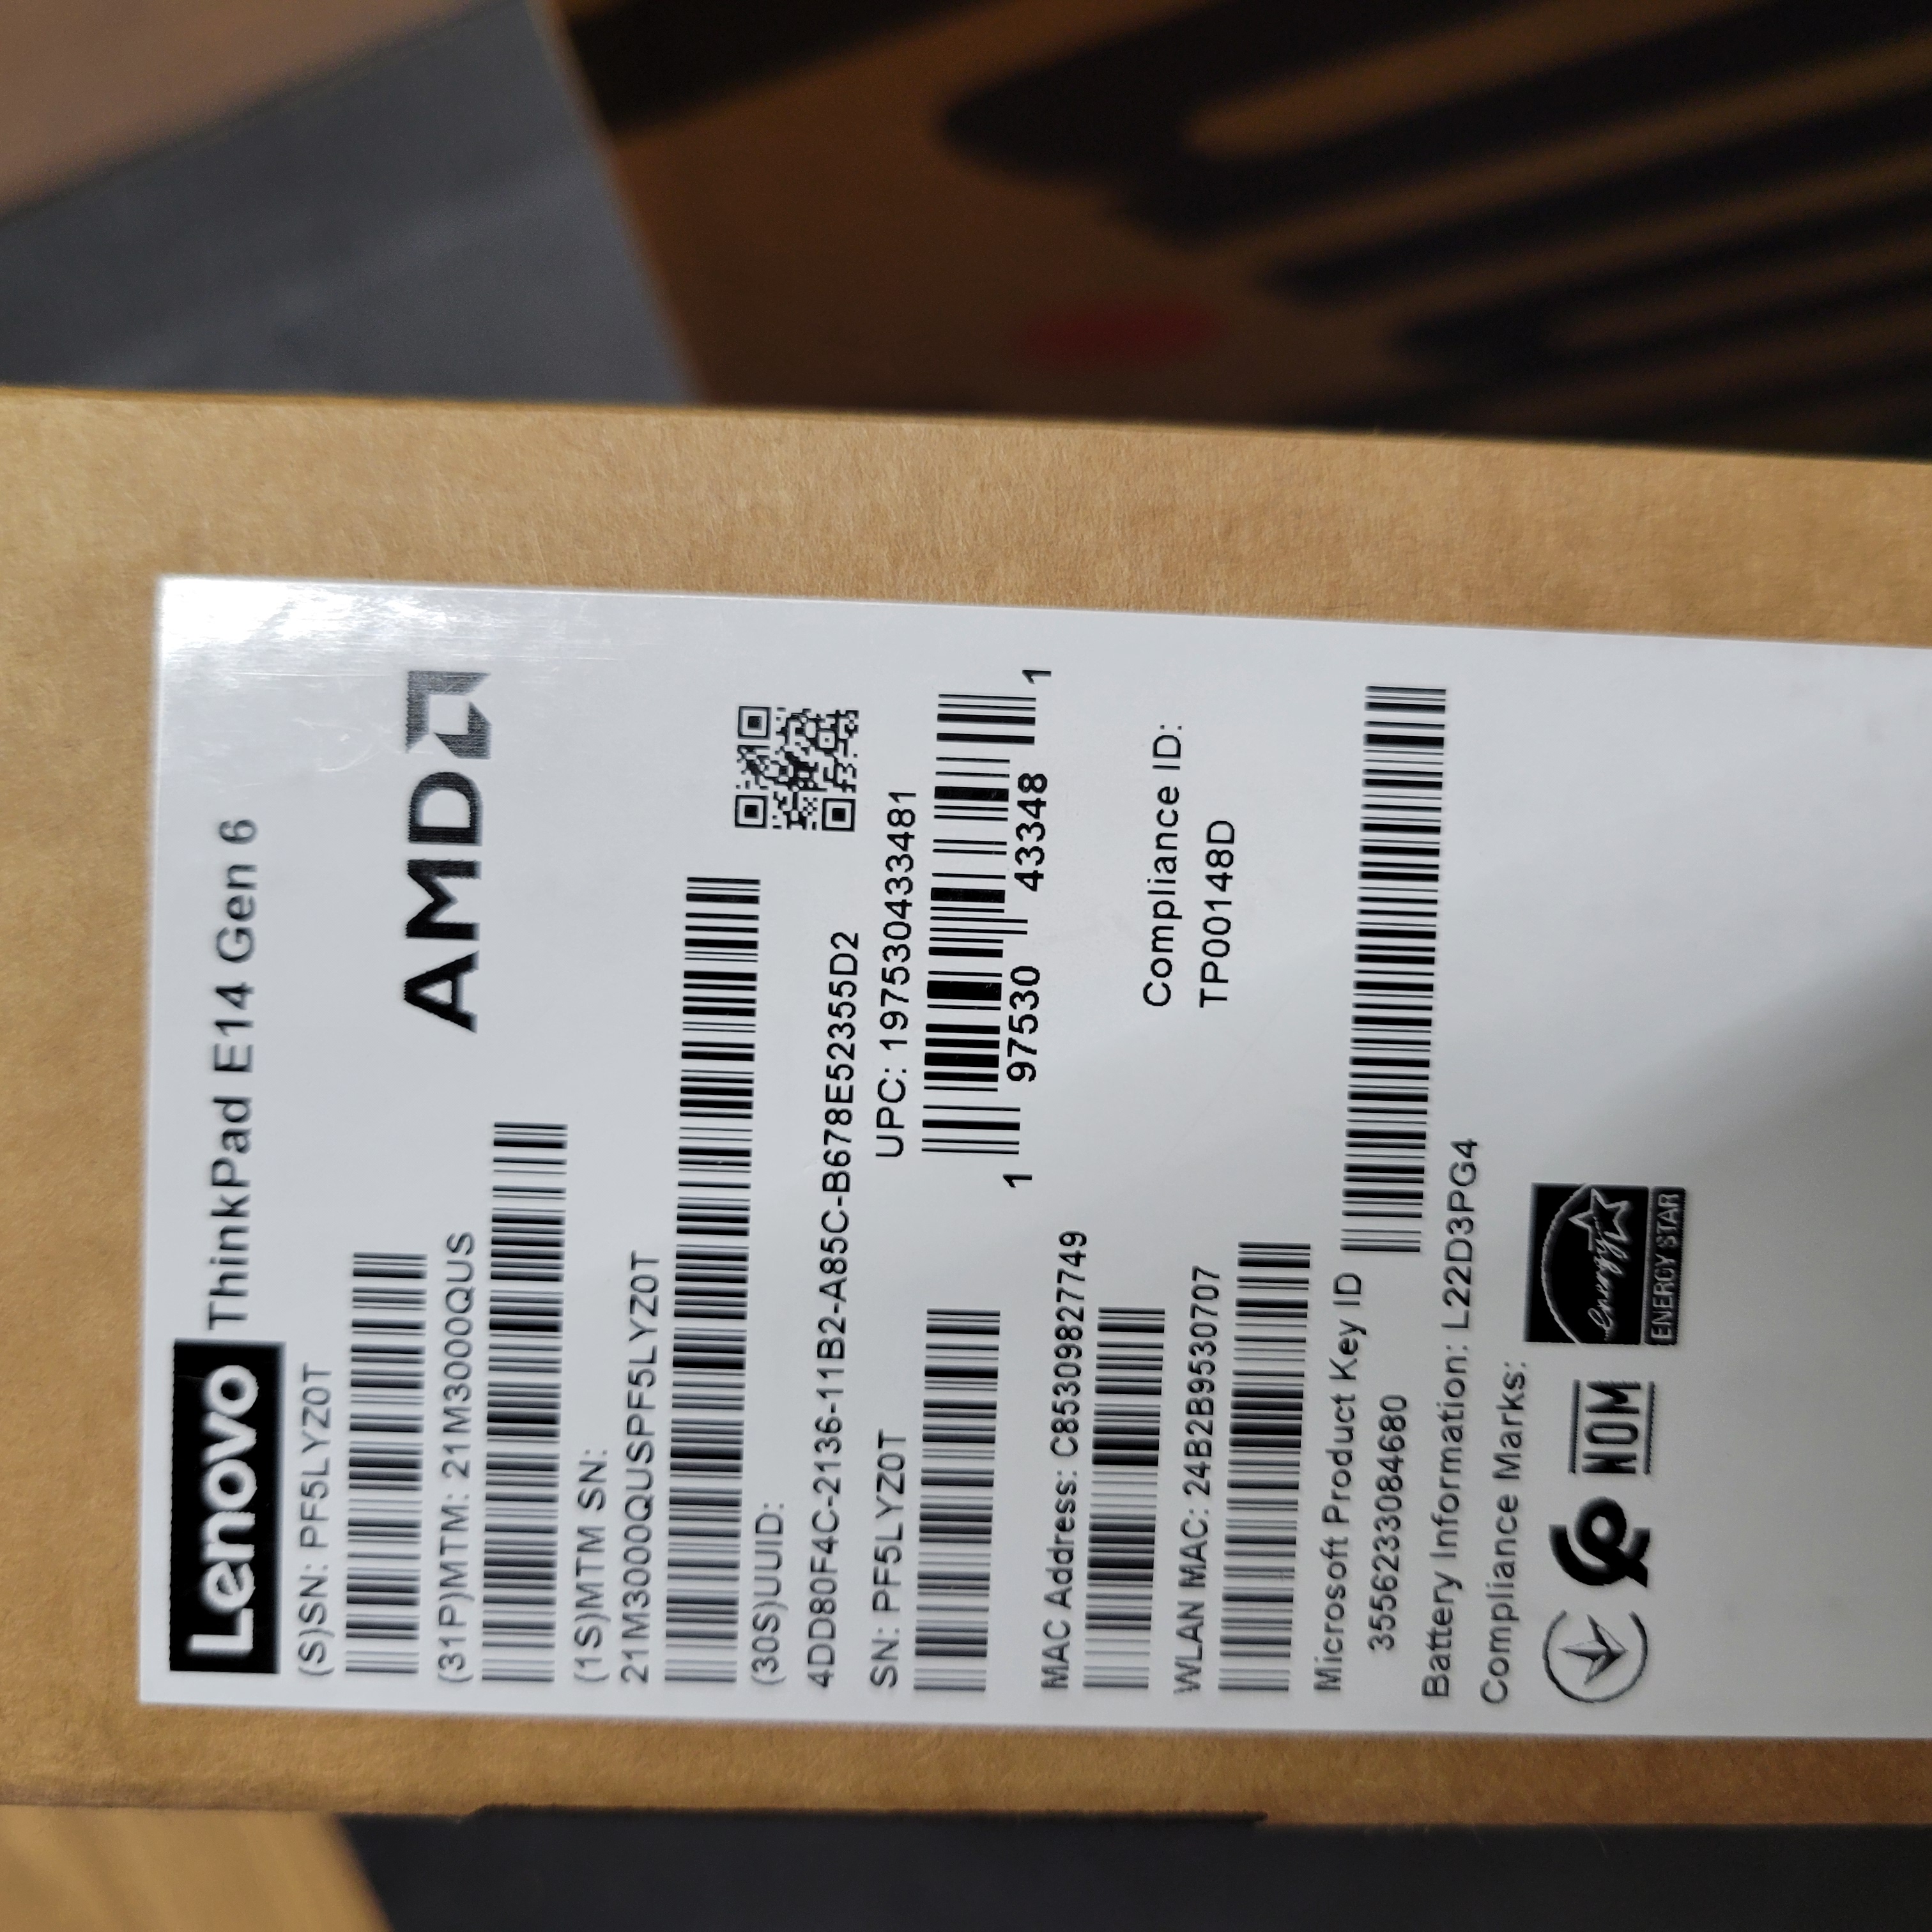 Lenovo ThinkPad E14 Gen 6
(S)SN: PF5LYZ0T
AMD
(31P)MTM: 21M3000QUS
(1S)MTM SN:
21M3000QUSPF5LYZ0T
(30S)UUID:
4DD80F4C-2136-11B2-A85C-B678E52355D2
SN: PF5LYZ0T
UPC: 197530433481
1 97530 43348 1
MAC Address: C85309827749
Compliance ID:
TP00148D
WLAN MAC: 24B2B9530707
Microsoft Product Key ID
3556233084680
Battery Information: L22D3PG4
Compliance Marks:
NOM
energy
ENERGY STAR